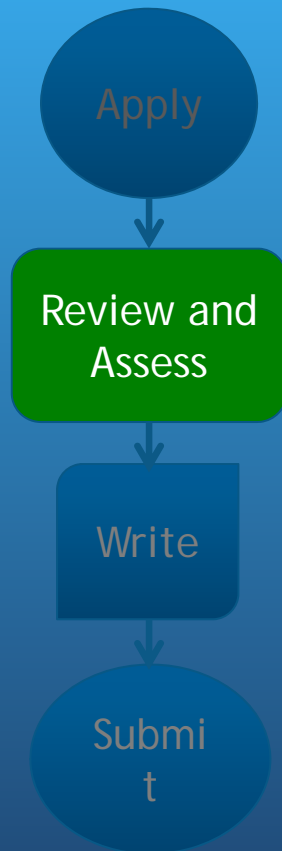 Apply
Review and
Assess
Write
Submi
t